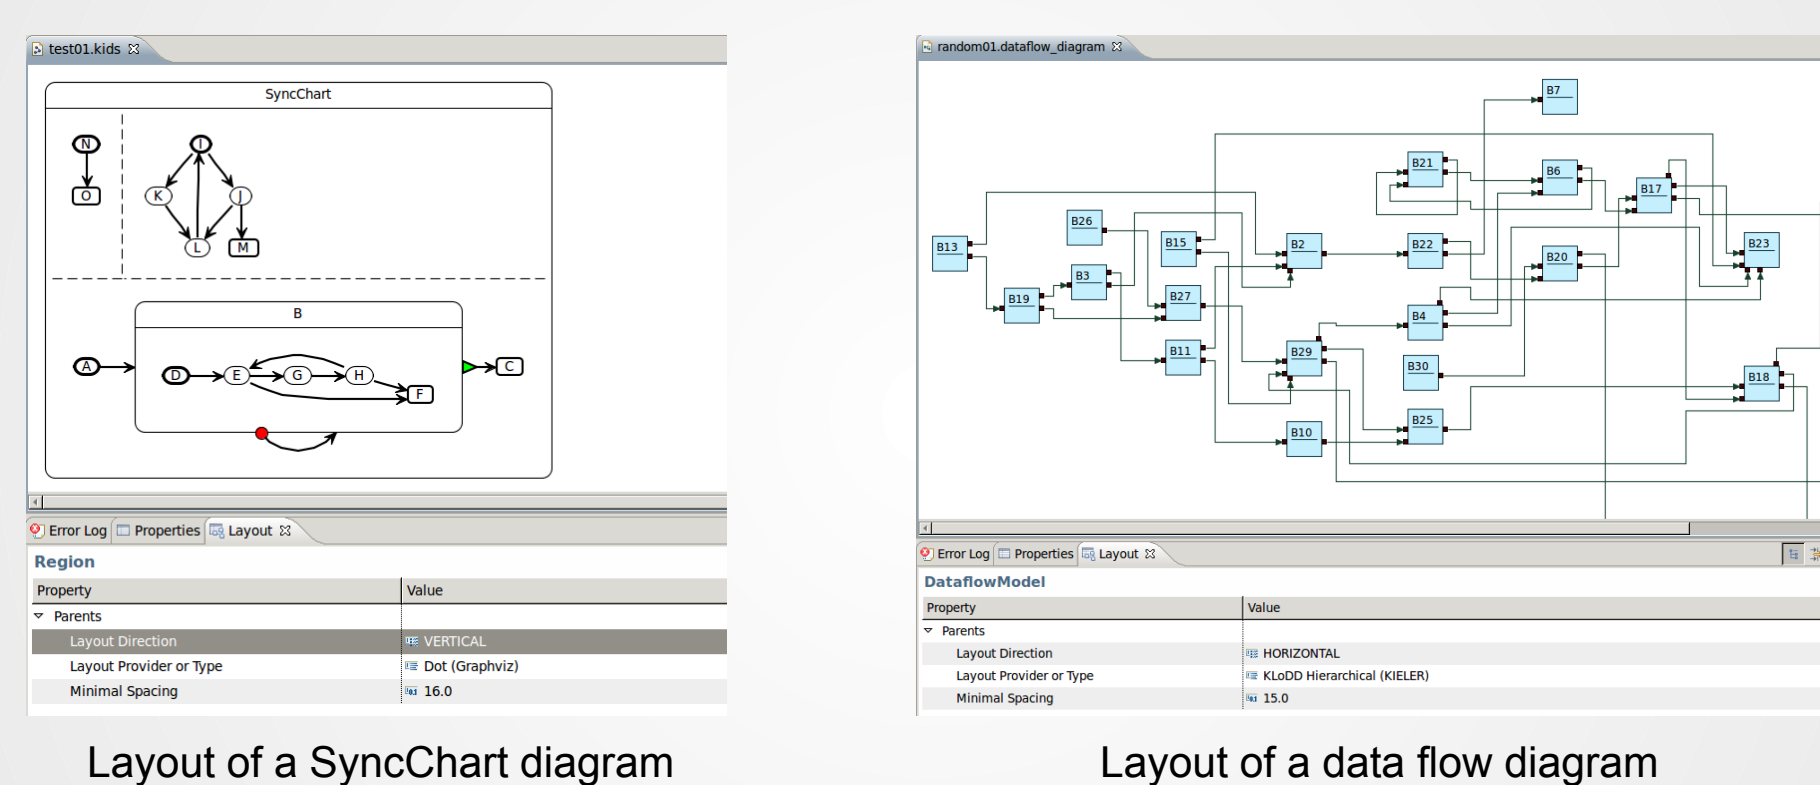 test01.kids
SyncChart
N
I
O
K
J
L
M
B
A
D
E
G
H
F
C
Error Log Properties Layout
Region
Property Value
Parents
Layout Direction VERTICAL
Layout Provider or Type Dot (Graphviz)
Minimal Spacing 16.0
Layout of a SyncChart diagram
random01.dataflow_diagram
B7
B21
B6
B17
B26
B13
B15
B2
B22
B23
B20
B3
B19
B27
B4
B11
B29
B30
B18
B25
B10
Error Log Properties Layout
DataflowModel
Property Value
Parents
Layout Direction HORIZONTAL
Layout Provider or Type KLoDD Hierarchical (KIELER)
Minimal Spacing 15.0
Layout of a data flow diagram